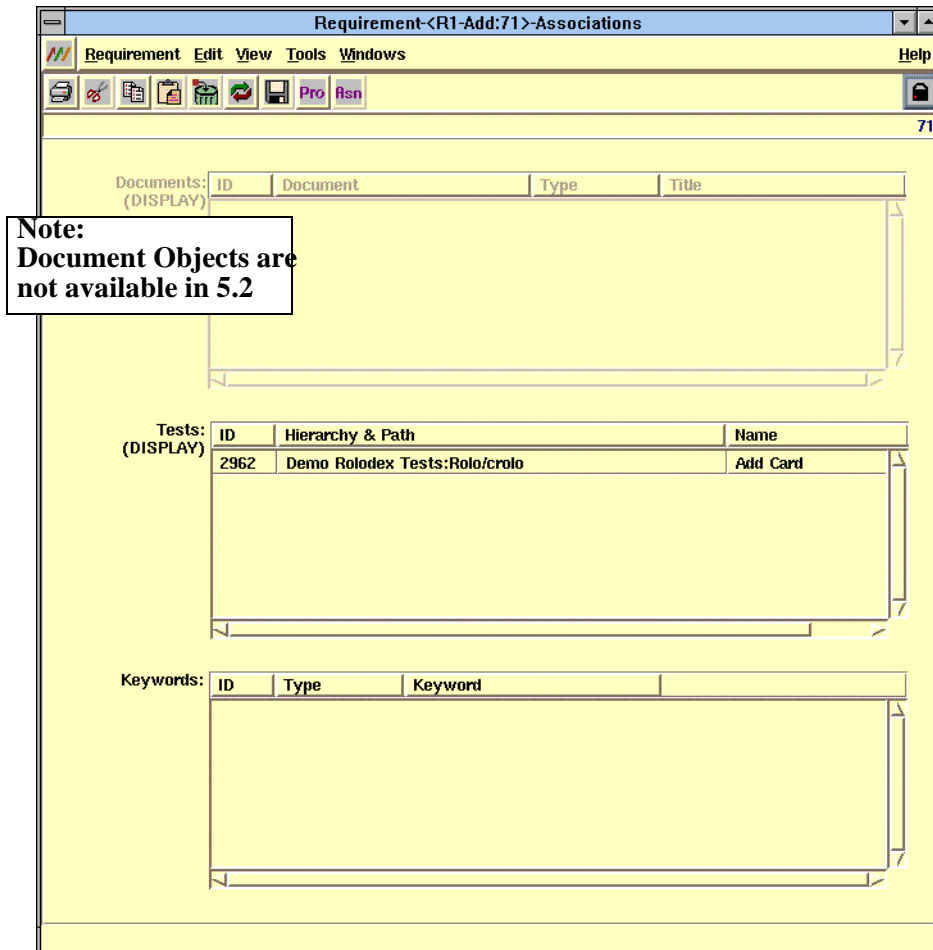 Requirement-<R1-Add:71>-Associations
Requirement Edit View Tools Windows Help
Pro Asn
71
Documents: ID Document Type Title
(DISPLAY)
Note:
Document Objects are
not available in 5.2
Tests: ID Hierarchy & Path Name
(DISPLAY)
2962 Demo Rolodex Tests:Rolo/crolo Add Card
Keywords: ID Type Keyword